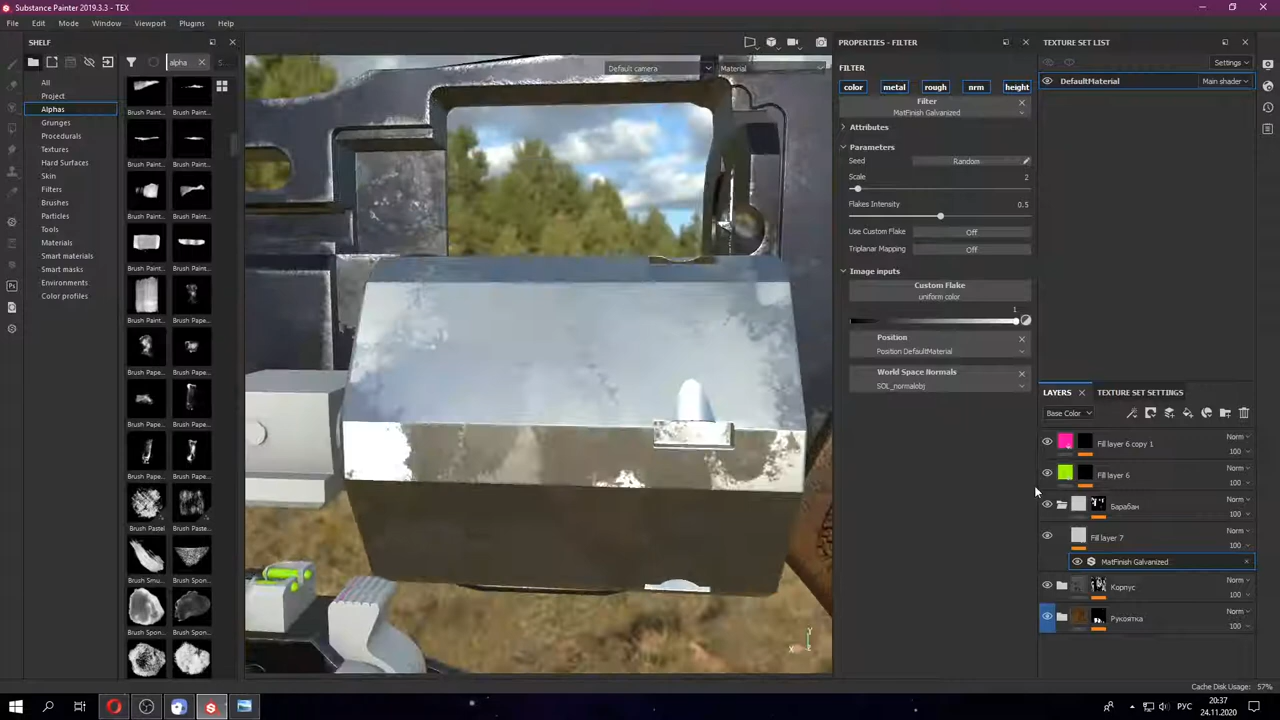 Substance Painter 2019.3.3 - TEX
File Edit Mode Window Viewport Plugins Help
SHELF
alpha
s...
All
Project
Alphas
Grunges
Procedurals
Textures
Hard Surfaces
Skin
Filters
Brushes
Particles
Tools
Materials
Smart materials
Smart masks
Environments
Color profiles
Brush Paint... Brush Paint...
Brush Paint... Brush Paint...
Brush Paint... Brush Paint...
Brush Paint... Brush Paint...
Brush Paint... Brush Pape...
Brush Pape... Brush Pape...
Brush Pape... Brush Pape...
Brush Pape... Brush Pape...
Brush Pastel Brush Paste...
Brush Smu... Brush Spon...
Brush Spon... Brush Spon...
Default camera
Material
Y
X
Z
PROPERTIES - FILTER
FILTER
color metal rough nrm height
Filter
MatFinish Galvanized
Attributes
Parameters
Seed Random
Scale 2
Flakes Intensity 0.5
Use Custom Flake Off
Triplanar Mapping Off
Image inputs
Custom Flake
uniform color
1
Position
Position DefaultMaterial
World Space Normals
SOL_normalobj
TEXTURE SET LIST
Settings
DefaultMaterial Main shader
LAYERS TEXTURE SET SETTINGS
Base Color
Fill layer 6 copy 1 Norm
100
Fill layer 6 Norm
100
Барабан Norm
100
Fill layer 7 Norm
100
MatFinish Galvanized
Корпус Norm
100
Рукоятка Norm
100
Cache Disk Usage: 57%
РУС
20:37
24.11.2020